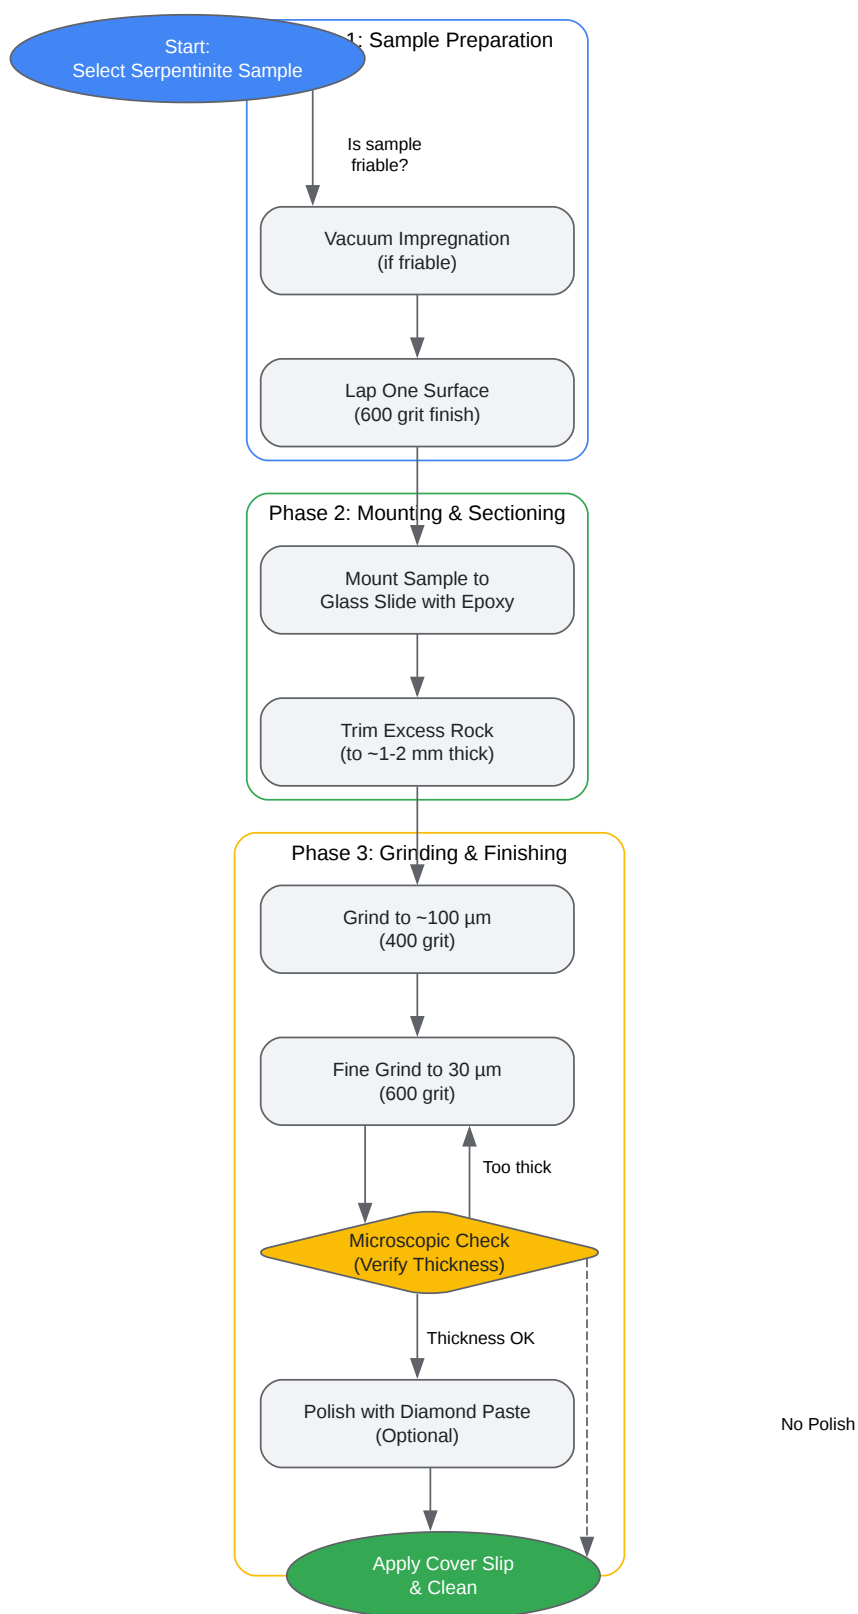 Start:
Select Serpentinite Sample
1: Sample Preparation
Is sample
friable?
Vacuum Impregnation
(if friable)
Lap One Surface
(600 grit finish)
Phase 2: Mounting & Sectioning
Mount Sample to
Glass Slide with Epoxy
Trim Excess Rock
(to ~1-2 mm thick)
Phase 3: Grinding & Finishing
Grind to ~100 µm
(400 grit)
Fine Grind to 30 µm
(600 grit)
Too thick
Microscopic Check
(Verify Thickness)
Thickness OK
Polish with Diamond Paste
(Optional)
No Polish
Apply Cover Slip
& Clean